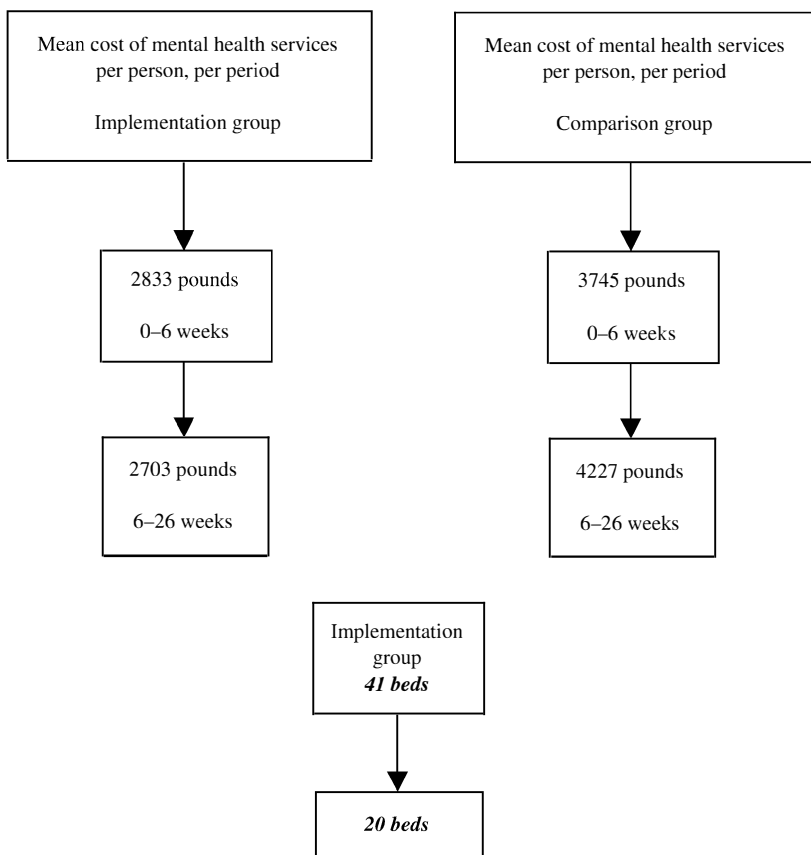 Mean cost of mental health services
per person, per period
Implementation group
2833 pounds
0–6 weeks
2703 pounds
6–26 weeks
Mean cost of mental health services
per person, per period
Comparison group
3745 pounds
0–6 weeks
4227 pounds
6–26 weeks
Implementation
group
41 beds
20 beds